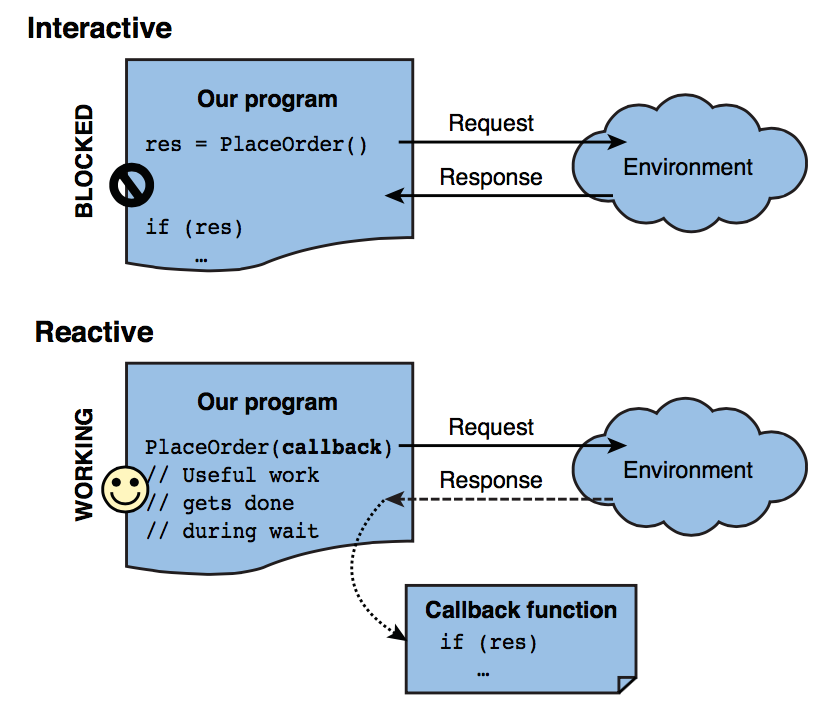 Interactive
BLOCKED
Our program
res = PlaceOrder()
if (res)
…
Request
Response
Environment
Reactive
WORKING
Our program
PlaceOrder(callback)
// Useful work
// gets done
// during wait
Request
Response
Environment
Callback function
if (res)
…